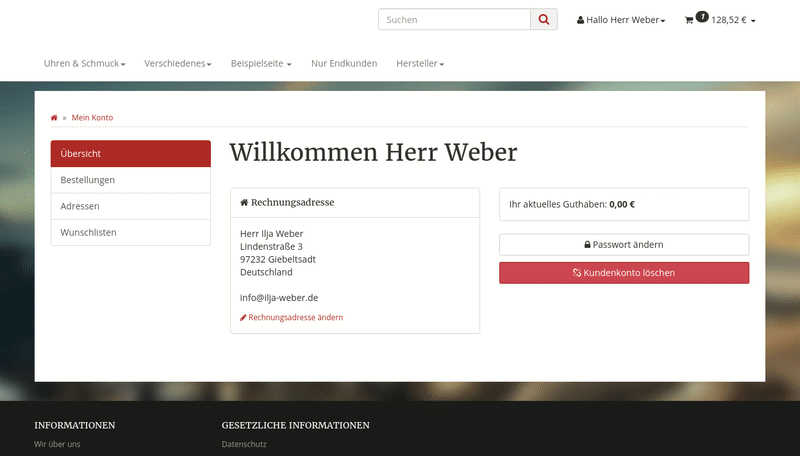 Suchen
Hallo Herr Weber
1 128,52 €
Uhren & Schmuck Verschiedenes Beispielseite Nur Endkunden Hersteller
» Mein Konto
Übersicht
Bestellungen
Adressen
Wunschlisten
Willkommen Herr Weber
Rechnungsadresse
Herr Ilja Weber
Lindenstraße 3
97232 Giebeltsadt
Deutschland
info@ilja-weber.de
Rechnungsadresse ändern
Ihr aktuelles Guthaben: 0,00 €
Passwort ändern
Kundenkonto löschen
INFORMATIONEN
Wir über uns
GESETZLICHE INFORMATIONEN
Datenschutz